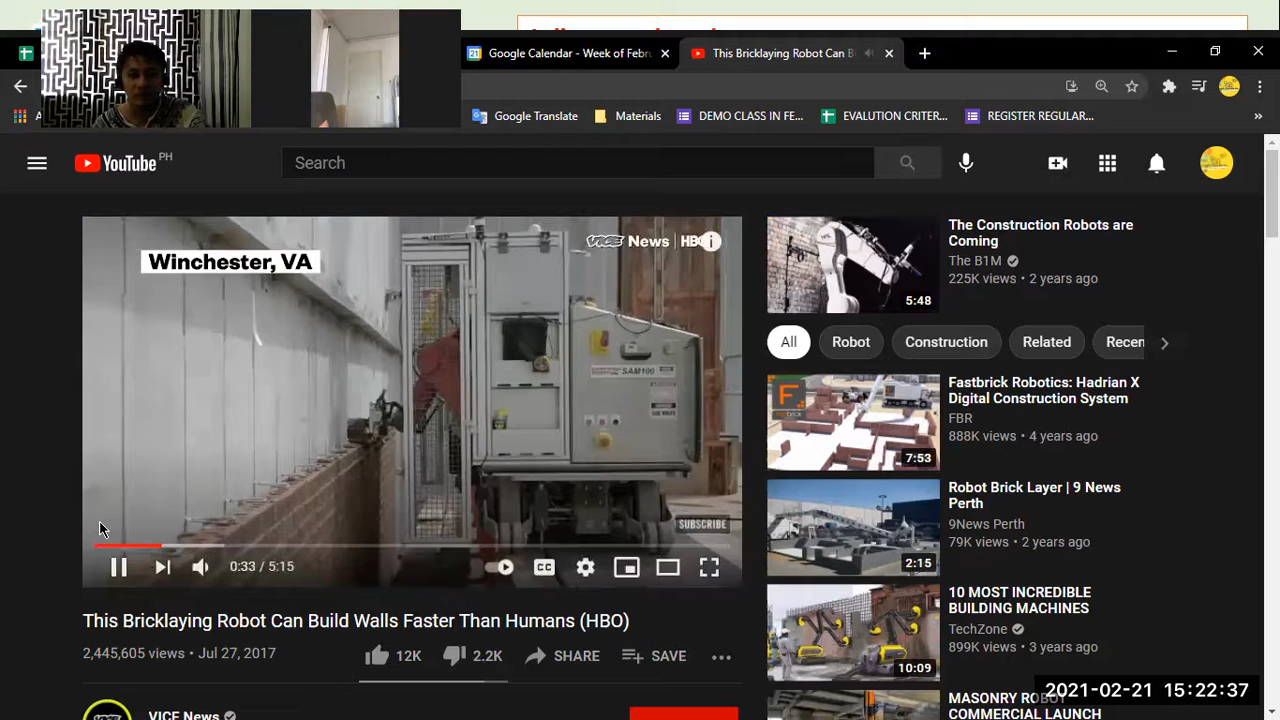 Google Calendar - Week of Febru
This Bricklaying Robot Can B
Google Translate
Materials
DEMO CLASS IN FE...
EVALUTION CRITER...
REGISTER REGULAR...
»
YouTube PH
Search
Winchester, VA
VICE News | HBO
SAM100
SUBSCRIBE
0:33 / 5:15
CC
This Bricklaying Robot Can Build Walls Faster Than Humans (HBO)
2,445,605 views • Jul 27, 2017
12K
2.2K
SHARE
SAVE
VICE News
The Construction Robots are
Coming
The B1M
225K views • 2 years ago
5:48
All
Robot
Construction
Related
Recen
Fastbrick Robotics: Hadrian X
Digital Construction System
FBR
888K views • 4 years ago
7:53
Robot Brick Layer | 9 News
Perth
9News Perth
79K views • 2 years ago
2:15
10 MOST INCREDIBLE
BUILDING MACHINES
TechZone
899K views • 3 years ago
10:09
MASONRY ROBOT
COMMERCIAL LAUNCH
2021-02-21 15:22:37